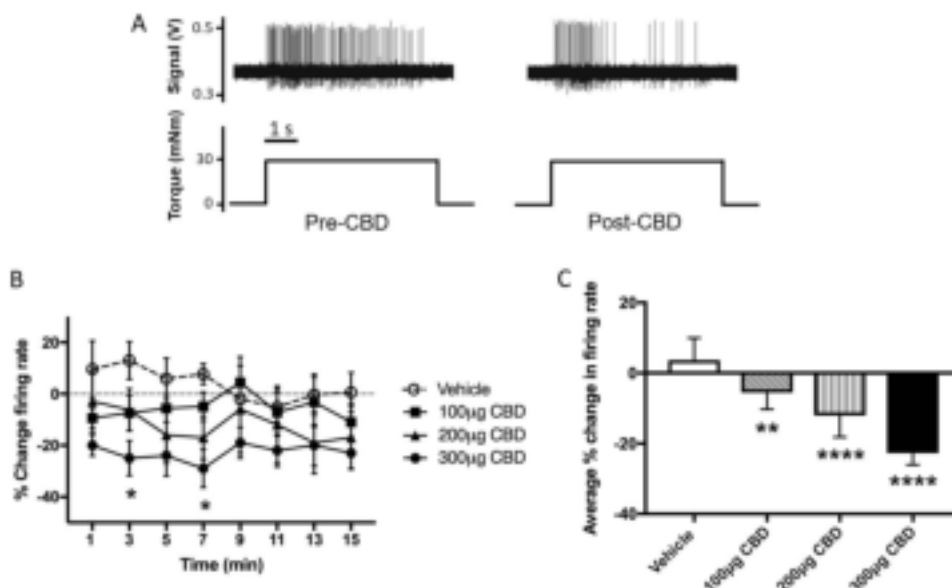 A
Signal (V)
0.5
0.3
1 s
Torque (mNm)
30
0
Pre-CBD
Post-CBD
B
% Change firing rate
20
0
-20
-40
* *
1 3 5 7 9 11 13 15
Time (min)
Vehicle
100µg CBD
200µg CBD
300µg CBD
C
Average % change in firing rate
20
0
-20
-40
**
****
****
Vehicle
100µg CBD
200µg CBD
300µg CBD